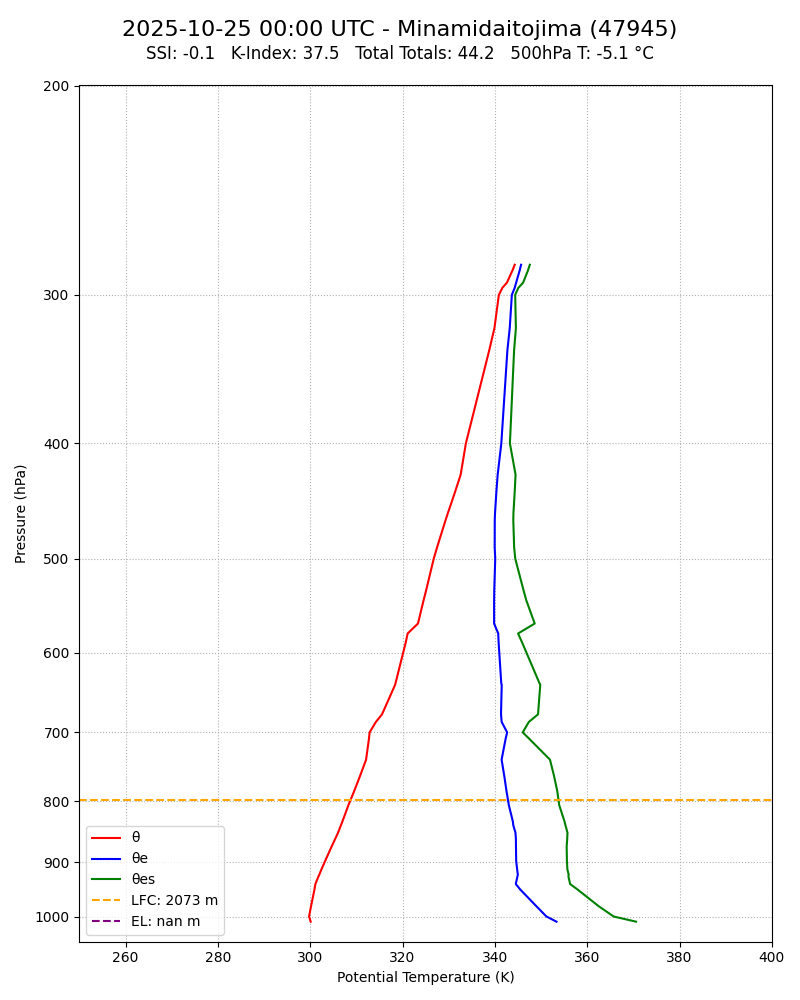 2025-10-25 00:00 UTC - Minamidaitojima (47945)
SSI: -0.1   K-Index: 37.5   Total Totals: 44.2   500hPa T: -5.1 °C
200
300
400
500
600
700
800
900
1000
Pressure (hPa)
θ
θe
θes
LFC: 2073 m
EL: nan m
260 280 300 320 340 360 380 400
Potential Temperature (K)